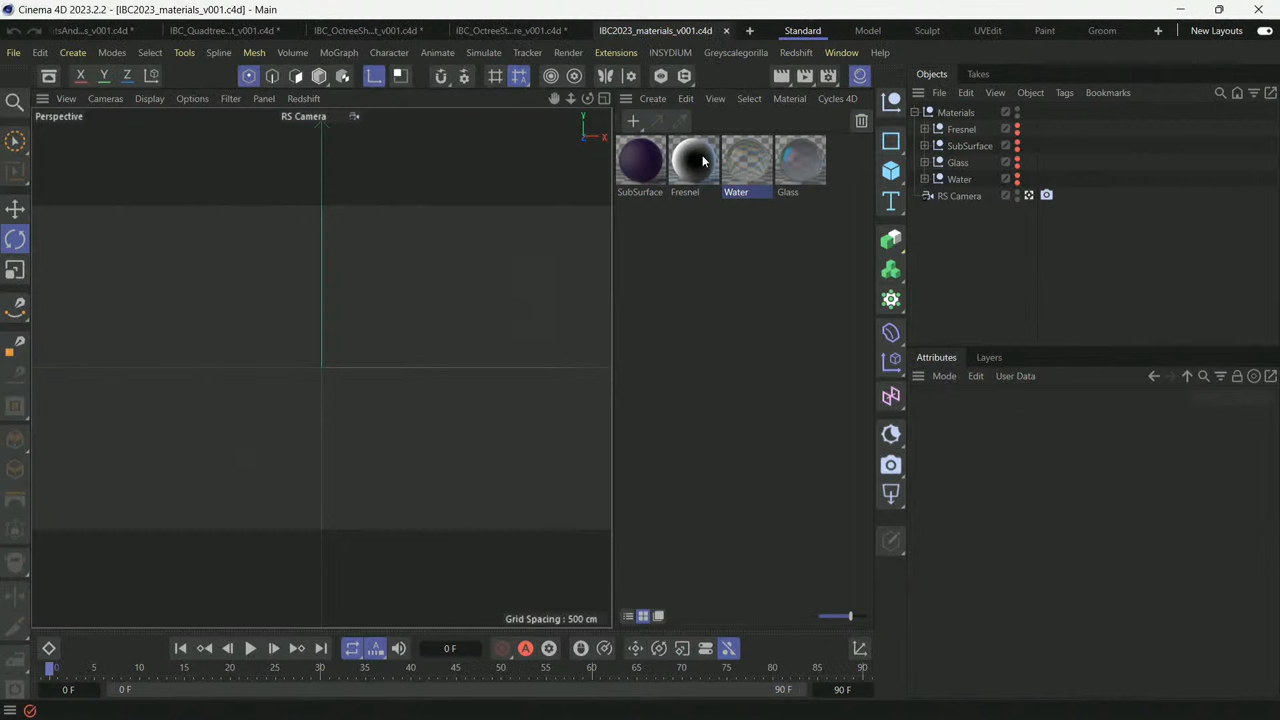 Cinema 4D 2023.2.2 - [IBC2023_materials_v001.c4d] - Main
tsAnd...s_v001.c4d * IBC_Quadtree...t_v001.c4d * IBC_OctreeSh...t_v001.c4d * IBC_OctreeSt...re_v001.c4d * IBC2023_materials_v001.c4d Standard Model Sculpt UVEdit Paint Groom New Layouts
File Edit Create Modes Select Tools Spline Mesh Volume MoGraph Character Animate Simulate Tracker Render Extensions INSYDIUM Greyscalegorilla Redshift Window Help
X Y Z
Objects Takes
View Cameras Display Options Filter Panel Redshift
Create Edit View Select Material Cycles 4D
File Edit View Object Tags Bookmarks
Perspective RS Camera
Y
X
Z
SubSurface Fresnel Water Glass
Materials
Fresnel
SubSurface
Glass
Water
RS Camera
Attributes Layers
Mode Edit User Data
Grid Spacing : 500 cm
0 F
0 5 10 15 20 25 30 35 40 45 50 55 60 65 70 75 80 85 90
0 F 0 F 90 F 90 F